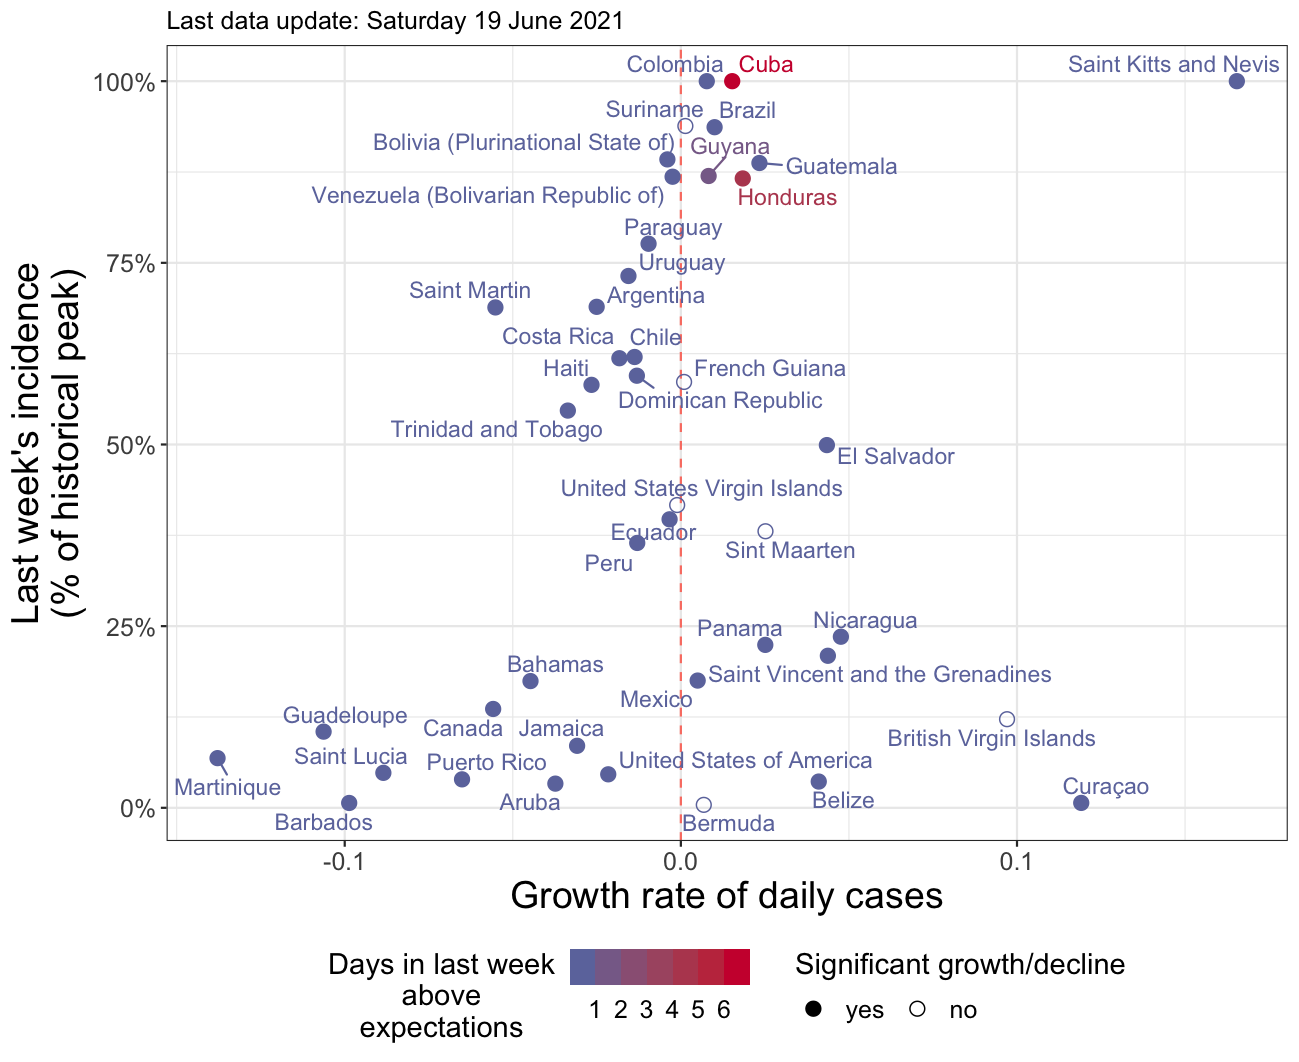 Last data update: Saturday 19 June 2021
Last week's incidence
(% of historical peak)
100%
75%
50%
25%
0%
Colombia
Cuba
Saint Kitts and Nevis
Suriname
Brazil
Bolivia (Plurinational State of)
Guyana
Guatemala
Venezuela (Bolivarian Republic of)
Honduras
Paraguay
Uruguay
Saint Martin
Argentina
Costa Rica
Chile
Haiti
French Guiana
Dominican Republic
Trinidad and Tobago
El Salvador
United States Virgin Islands
Ecuador
Sint Maarten
Peru
Nicaragua
Panama
Bahamas
Saint Vincent and the Grenadines
Mexico
Guadeloupe
Canada
Jamaica
British Virgin Islands
Saint Lucia
Puerto Rico
United States of America
Martinique
Curaçao
Aruba
Belize
Barbados
Bermuda
-0.1
0.0
0.1
Growth rate of daily cases
Days in last week
above
expectations
1 2 3 4 5 6
Significant growth/decline
yes
no